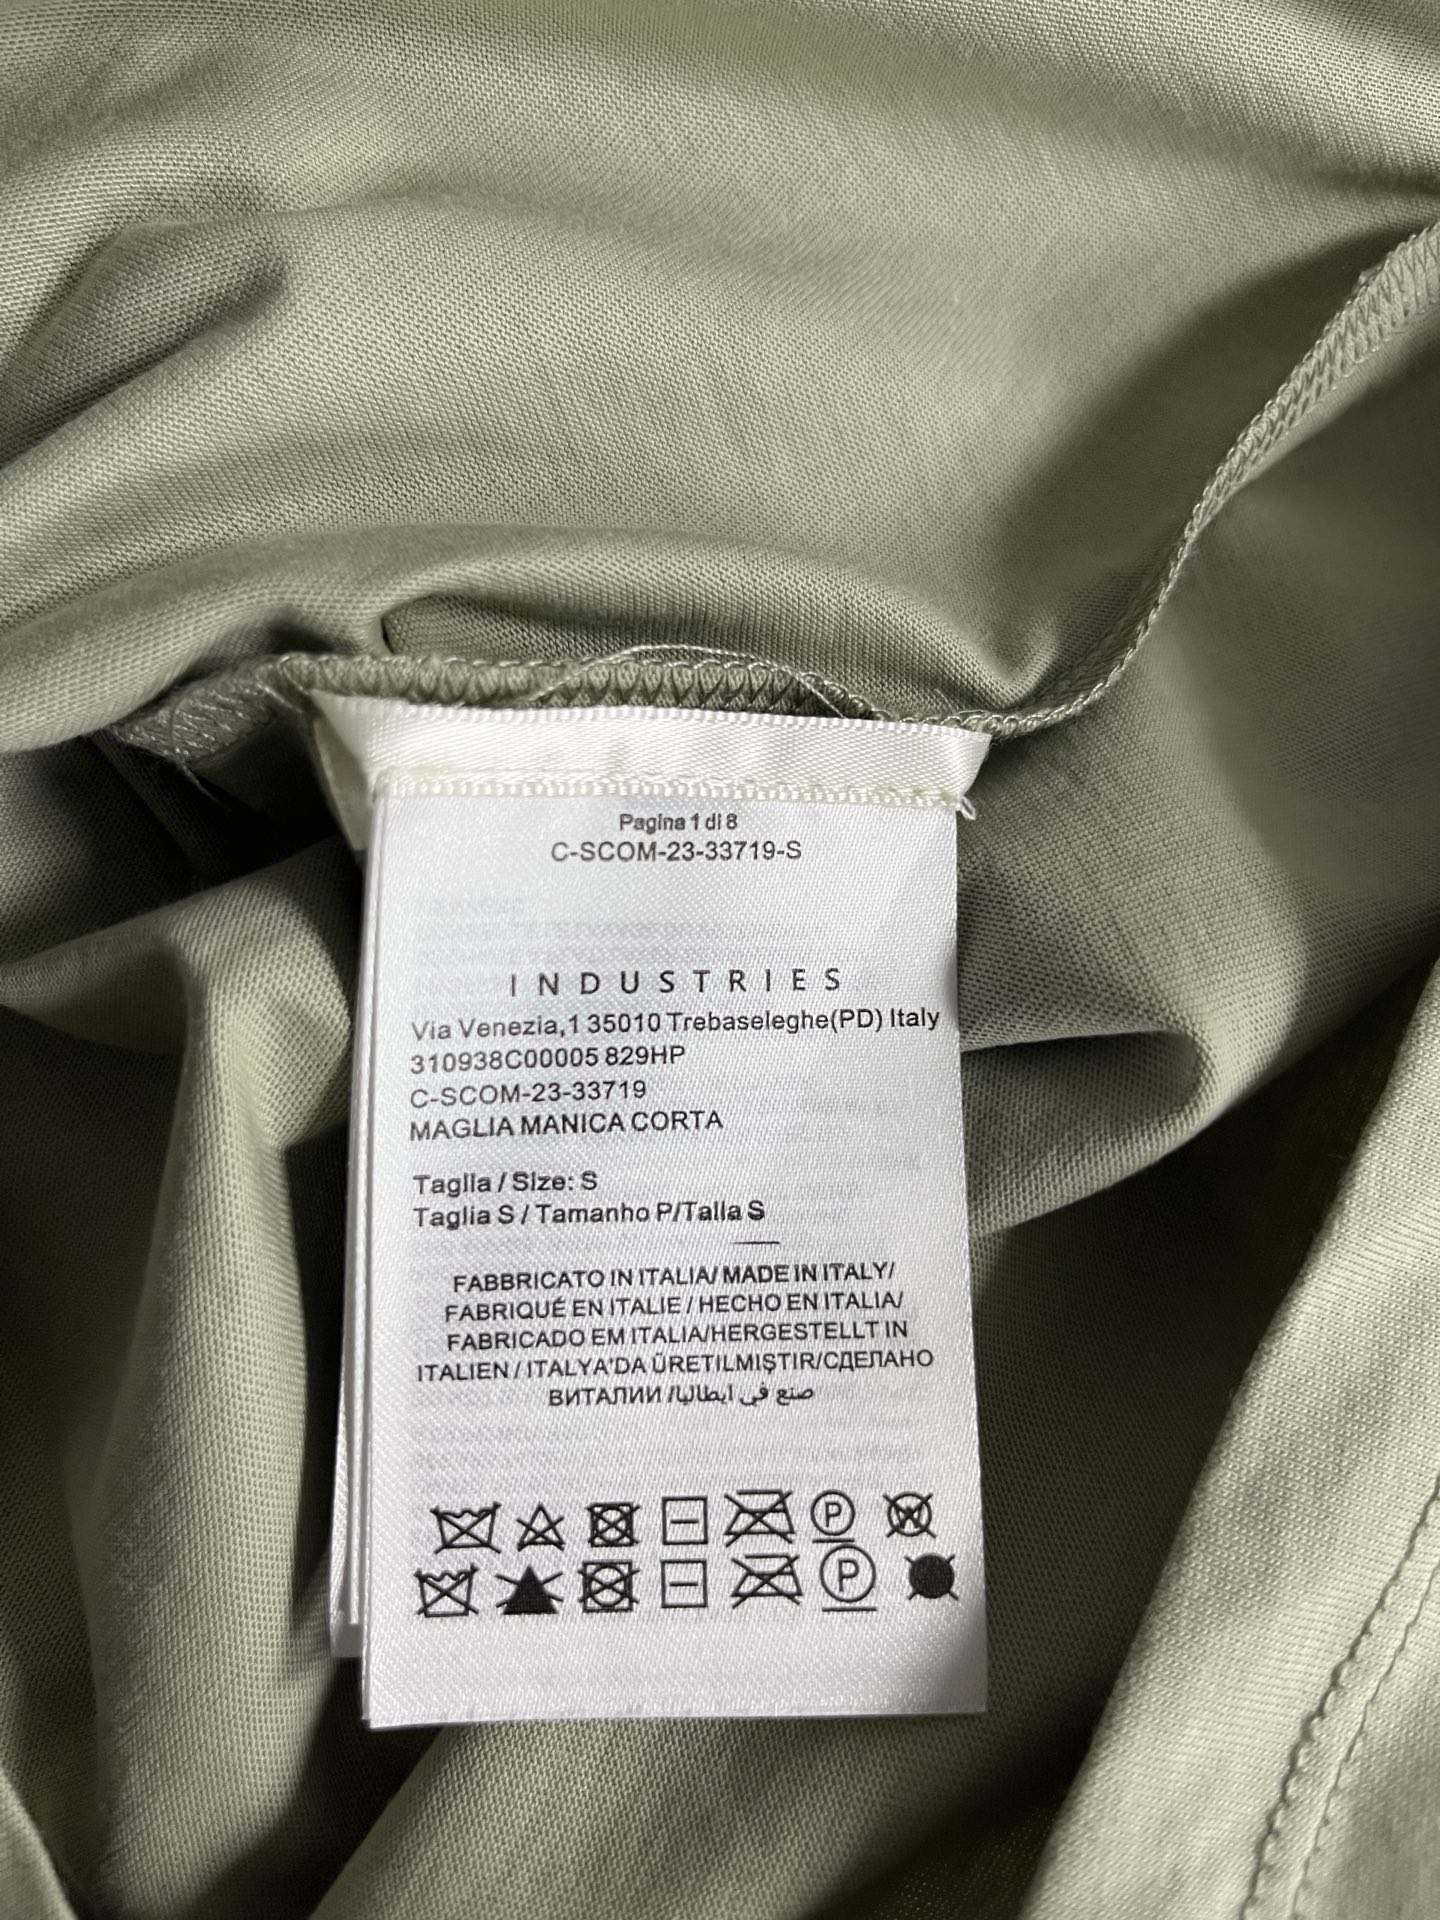 Pagina 1 di 8
C-SCOM-23-33719-S
INDUSTRIES
Via Venezia,1 35010 Trebaseleghe(PD) Italy
310938C00005 829HP
C-SCOM-23-33719
MAGLIA MANICA CORTA
Taglia / Size: S
Taglia S / Tamanho P/Talla S
FABBRICATO IN ITALIA/ MADE IN ITALY/
FABRIQUÉ EN ITALIE / HECHO EN ITALIA/
FABRICADO EM ITALIA/HERGESTELLT IN
ITALIEN / ITALYA'DA ÜRETILMIŞTIR/СДЕЛАНО
ВИТАЛИИ /صنع في ايطاليا
P
W
P